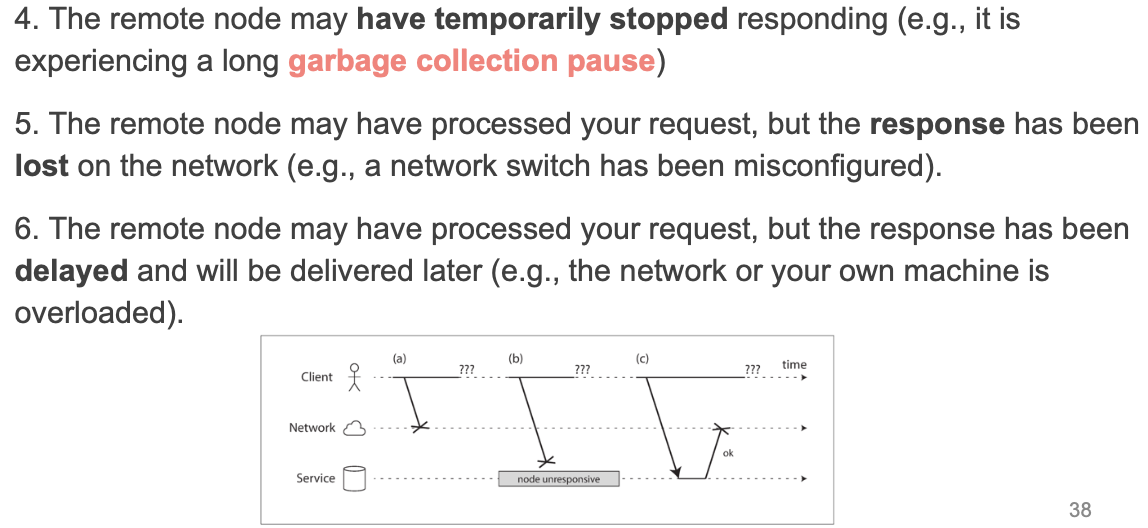 4. The remote node may have temporarily stopped responding (e.g., it is
experiencing a long garbage collection pause)
5. The remote node may have processed your request, but the response has been
lost on the network (e.g., a network switch has been misconfigured).
6. The remote node may have processed your request, but the response has been
delayed and will be delivered later (e.g., the network or your own machine is
overloaded).
(a) (b) (c)
time
Client ??? ??? ???
Network
ok
Service
node unresponsive
38